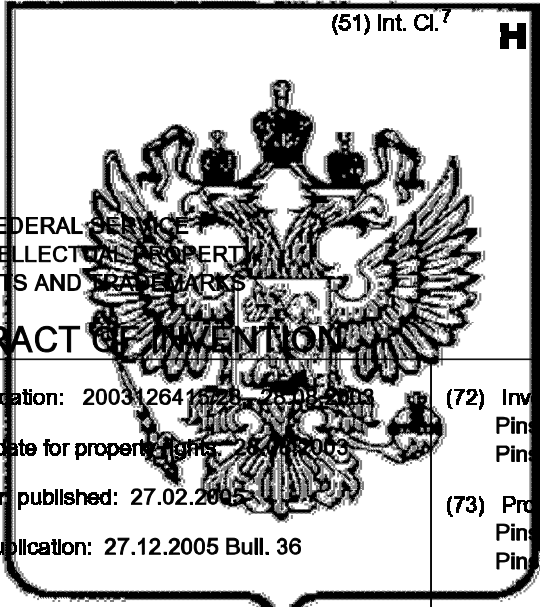 (51) Int. Cl.7
H
EDERAL SERVICE
ELLECTUAL PROPERTY,
TS AND TRADEMARKS
RACT OF INVENTION
cation: 2003126415/28, 28.08.2003
(72) Inv
Pins
Pins
ate for property rights: 28.08.2003
published: 27.02.2005
(73) Pro
Pins
Pins
plication: 27.12.2005 Bull. 36